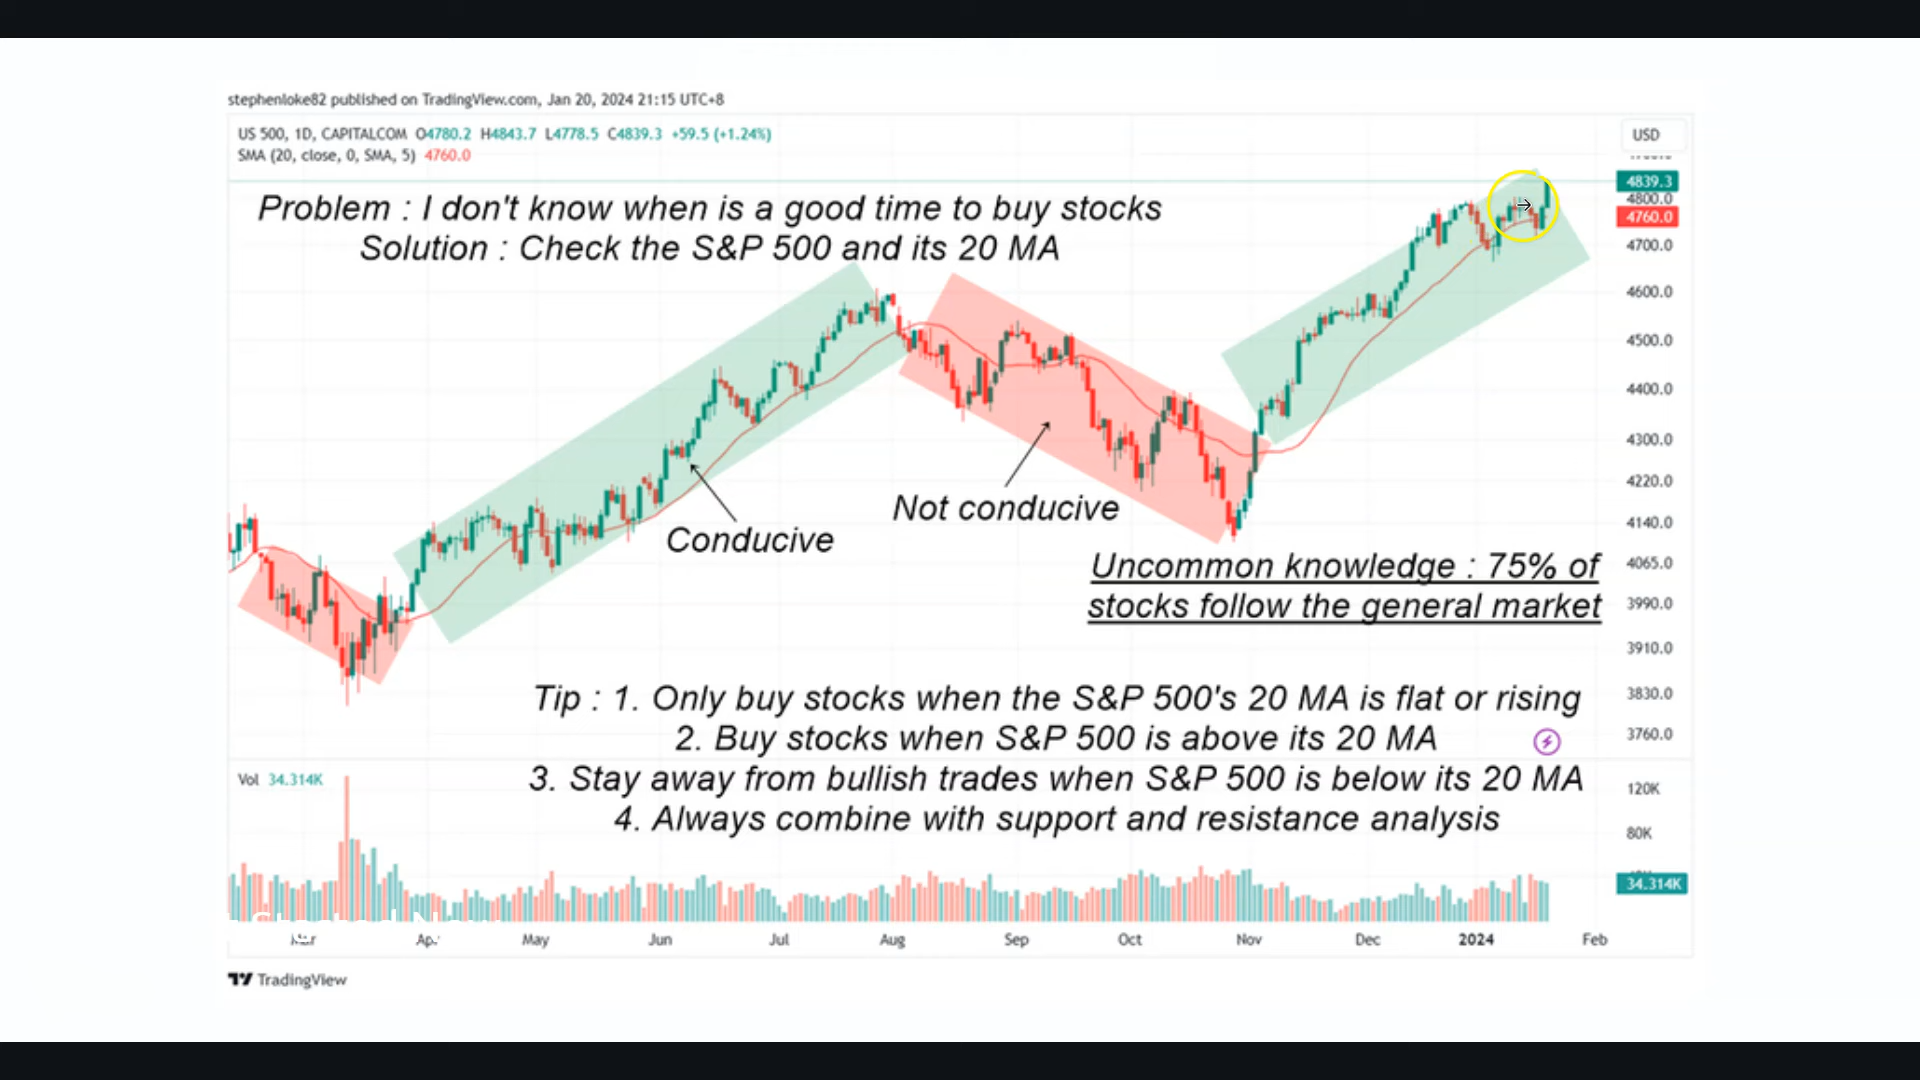 stephenloke82 published on TradingView.com, Jan 20, 2024 21:15 UTC+8
US 500, 1D, CAPITALCOM O4780.2 H4843.7 L4778.5 C4839.3 +59.5 (+1.24%)
SMA (20, close, 0, SMA, 5) 4760.0
USD
Problem : I don't know when is a good time to buy stocks
Solution : Check the S&P 500 and its 20 MA
4839.3
4800.0
4760.0
4700.0
4600.0
4500.0
4400.0
4300.0
4220.0
4140.0
4065.0
3990.0
3910.0
3830.0
3760.0
Conducive
Not conducive
Uncommon knowledge : 75% of
stocks follow the general market
Tip : 1. Only buy stocks when the S&P 500's 20 MA is flat or rising
2. Buy stocks when S&P 500 is above its 20 MA
3. Stay away from bullish trades when S&P 500 is below its 20 MA
4. Always combine with support and resistance analysis
Vol 34.314K
120K
80K
34.314K
Apr May Jun Jul Aug Sep Oct Nov Dec 2024 Feb
TradingView